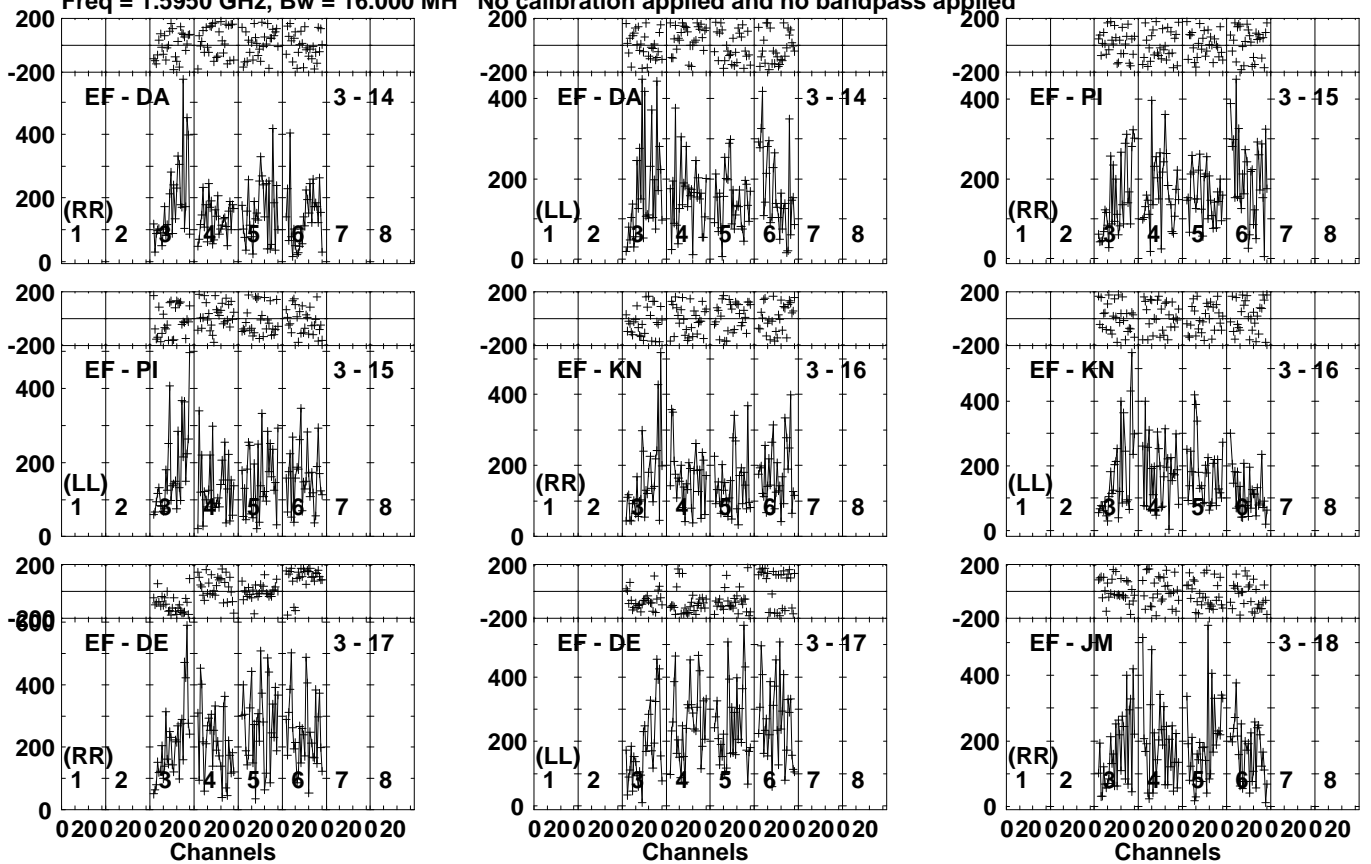 Freq = 1.5950 GHz, Bw = 16.000 MH No calibration applied and no bandpass applied
200 200 200
-200 -200 -200
EF - DA 3 - 14 EF - DA 3 - 14 EF - PI 3 - 15
400 400 400
200 200 200
(RR) (LL) (RR)
1 2 3 4 5 6 7 8 1 2 3 4 5 6 7 8 1 2 3 4 5 6 7 8
0 0 0
200 200 200
-200 -200 -200
EF - PI 3 - 15 EF - KN 3 - 16 EF - KN 3 - 16
400 400 400
200 200 200
(LL) (RR) (LL)
1 2 3 4 5 6 7 8 1 2 3 4 5 6 7 8 1 2 3 4 5 6 7 8
0 0 0
200 200 200
-200 -200 -200
600
EF - DE 3 - 17 EF - DE 3 - 17 EF - JM 3 - 18
400 400 400
200 200 200
(RR) (LL) (RR)
1 2 3 4 5 6 7 8 1 2 3 4 5 6 7 8 1 2 3 4 5 6 7 8
0 0 0
0 20 0 20 0 20 0 20 0 20 0 20 0 20 0 20 0 20 0 20 0 20 0 20 0 20 0 20 0 20 0 20 0 20 0 20 0 20 0 20 0 20 0 20 0 20 0 20
Channels Channels Channels